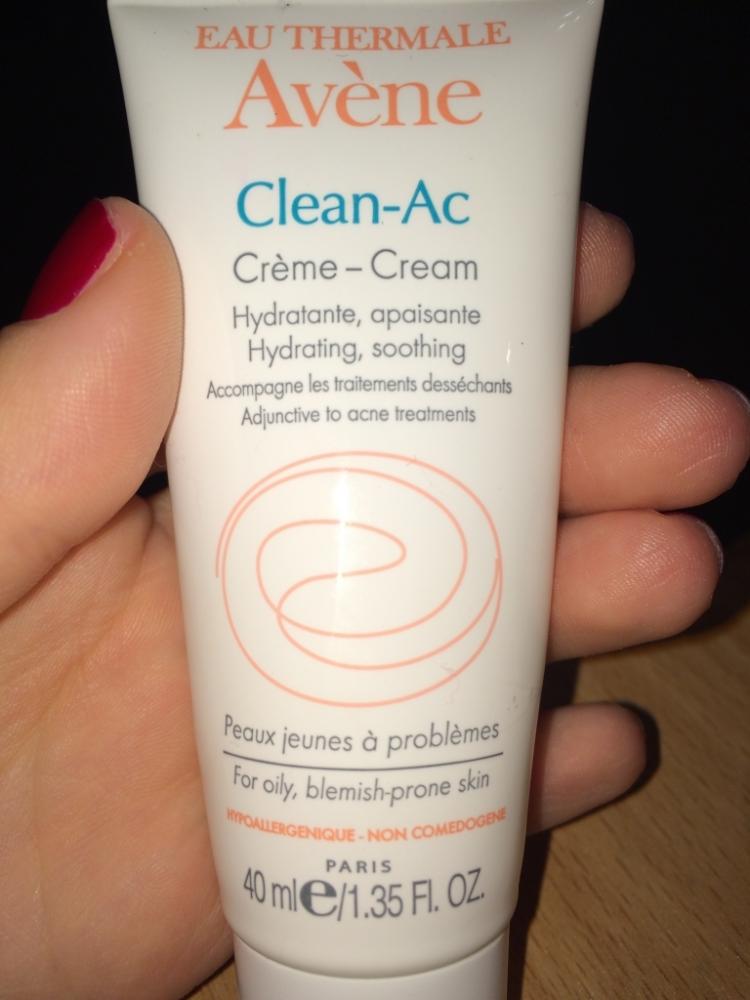 EAU THERMALE
Avène
Clean-Ac
Crème – Cream
Hydratante, apaisante
Hydrating, soothing
Accompagne les traitements desséchants
Adjunctive to acne treatments
Peaux jeunes à problèmes
For oily, blemish-prone skin
HYPOALLERGENIQUE - NON COMEDOGENE
PARIS
40 ml e/1.35 Fl. OZ.